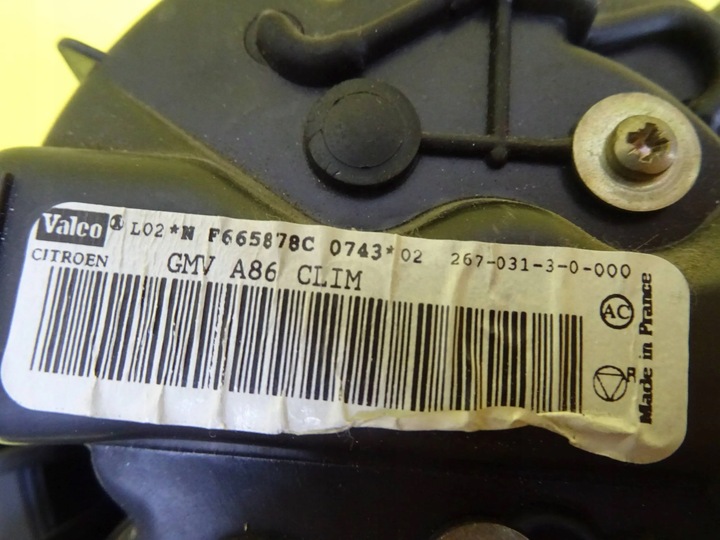 Valeo ® L02*N F665878C 0743*02 267-031-3-0-000
CITROEN GMV A86 CLIM
AC
R
Made in France